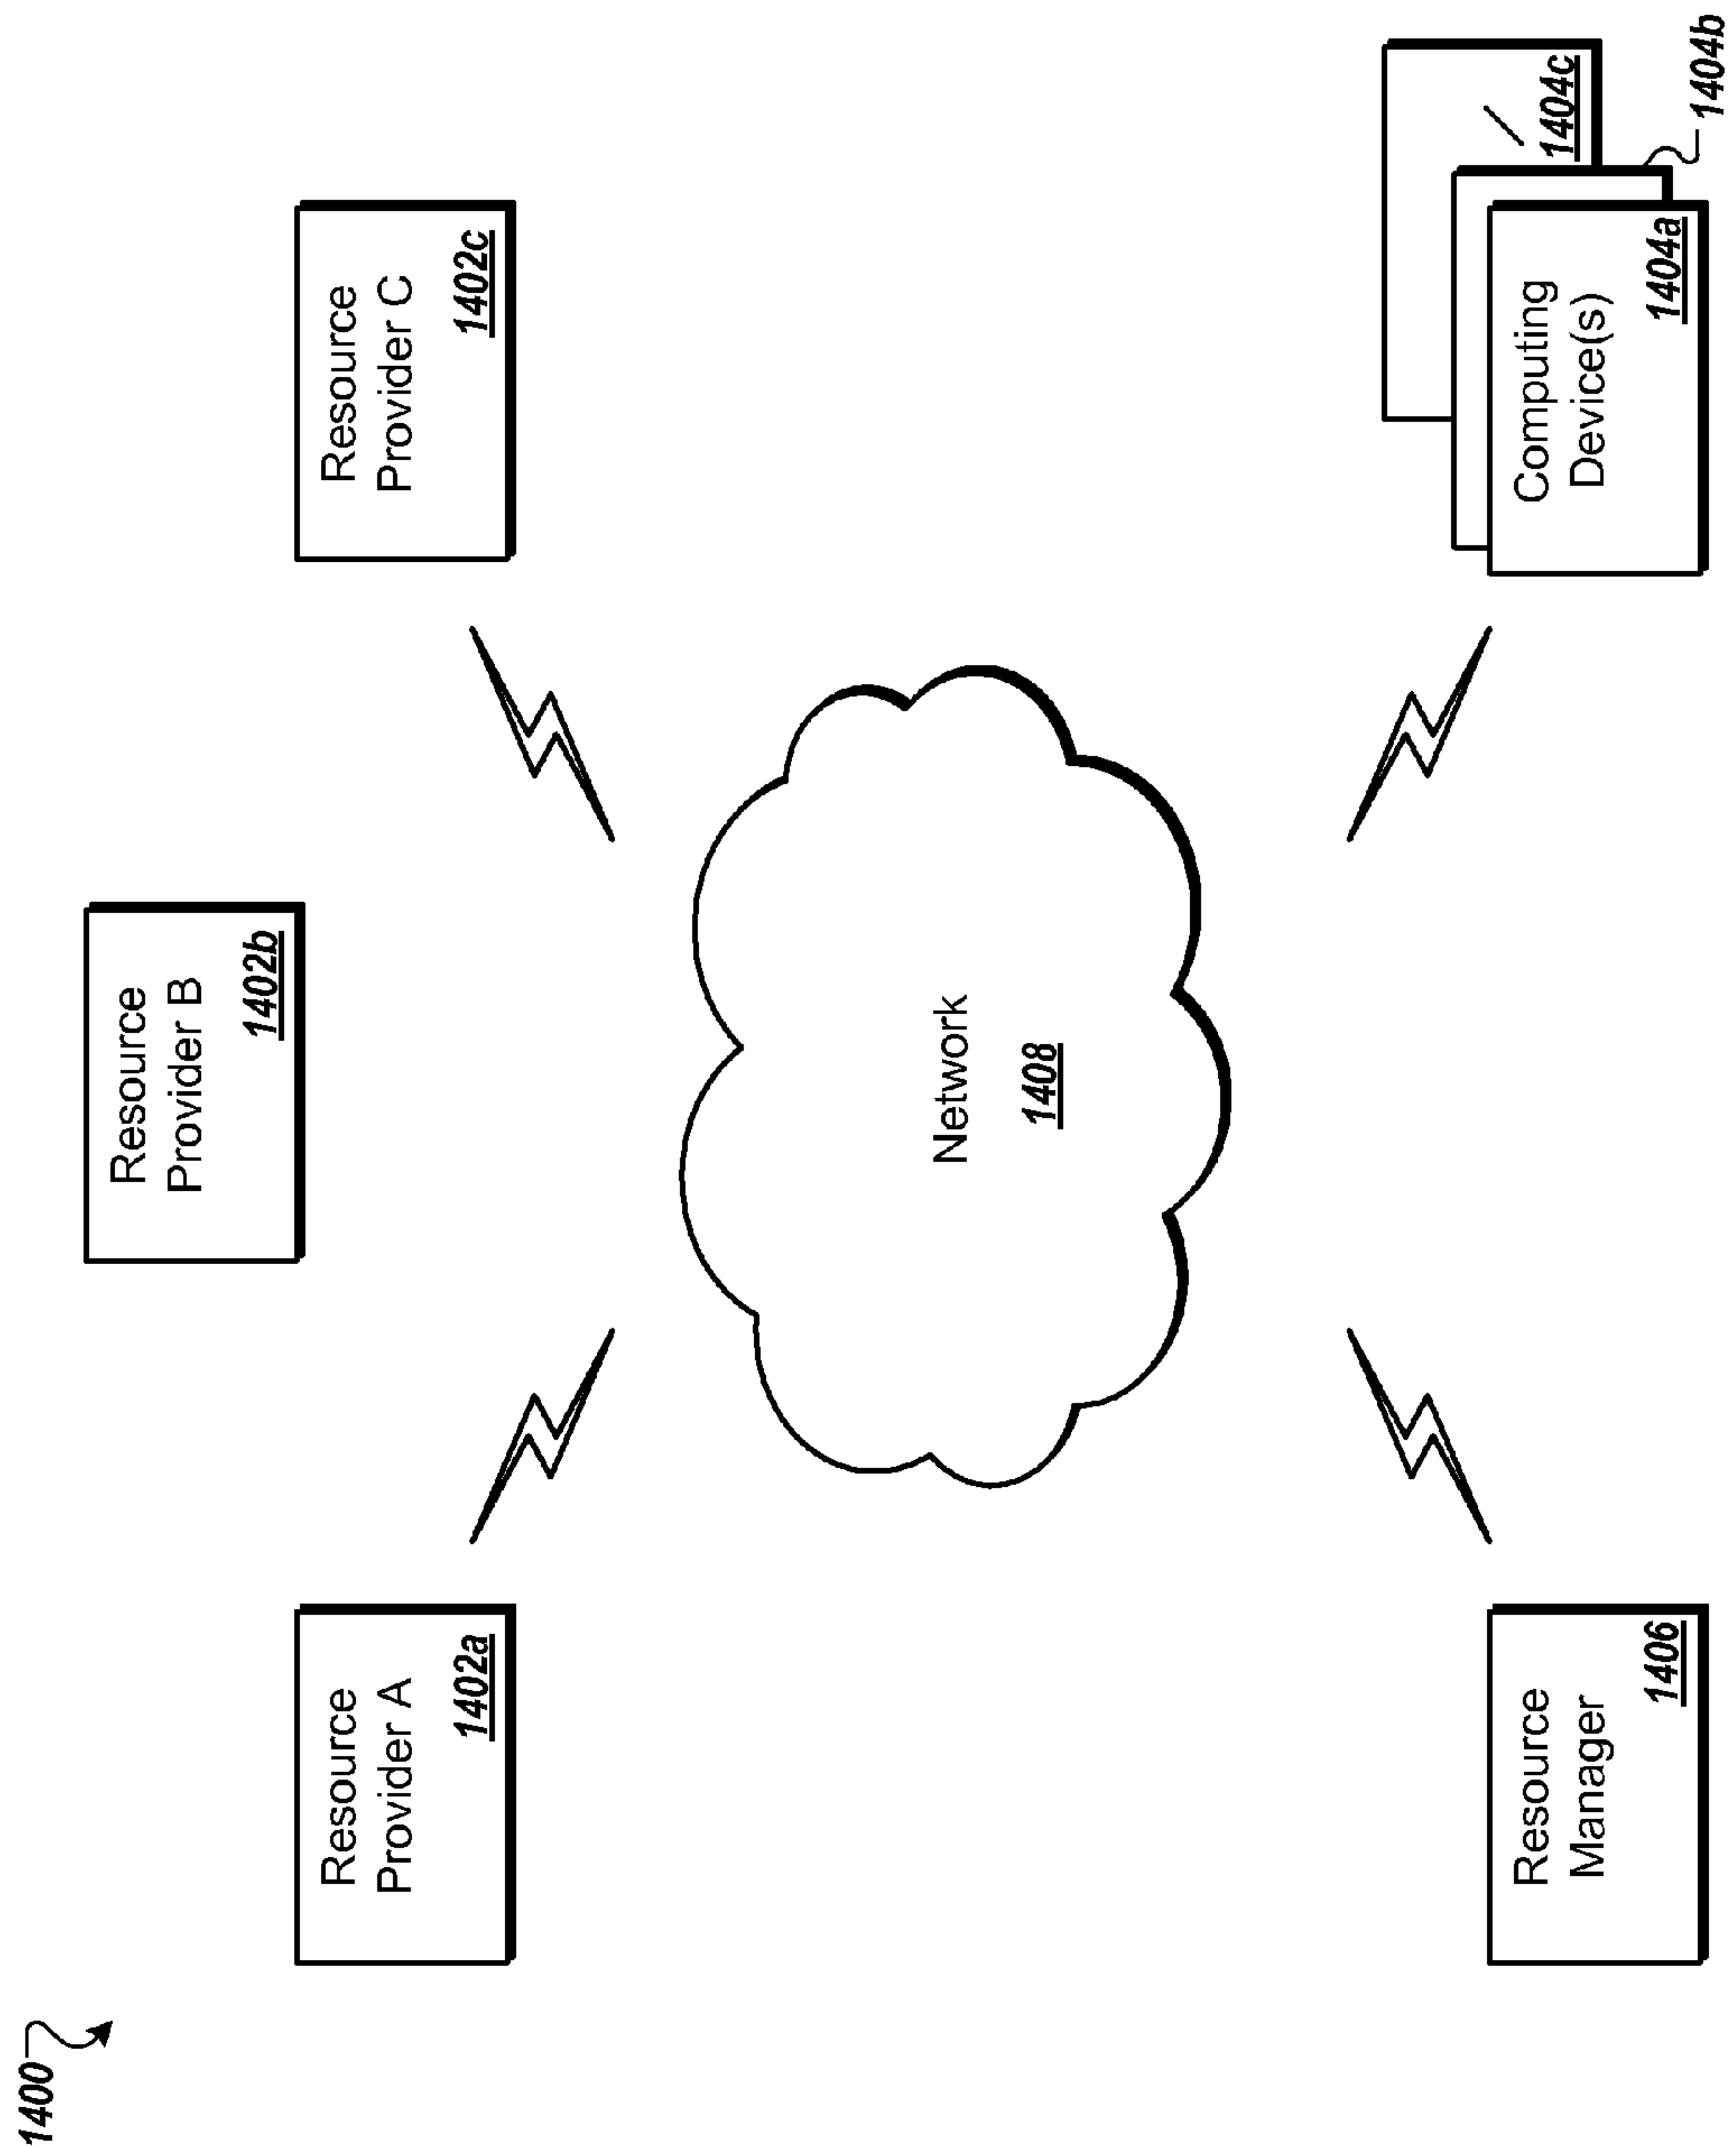 1400
Resource
Provider A
1402a
Resource
Provider B
1402b
Resource
Provider C
1402c
Network
1408
Resource
Manager
1406
Computing
Device(s)
1404a
1404b
1404c